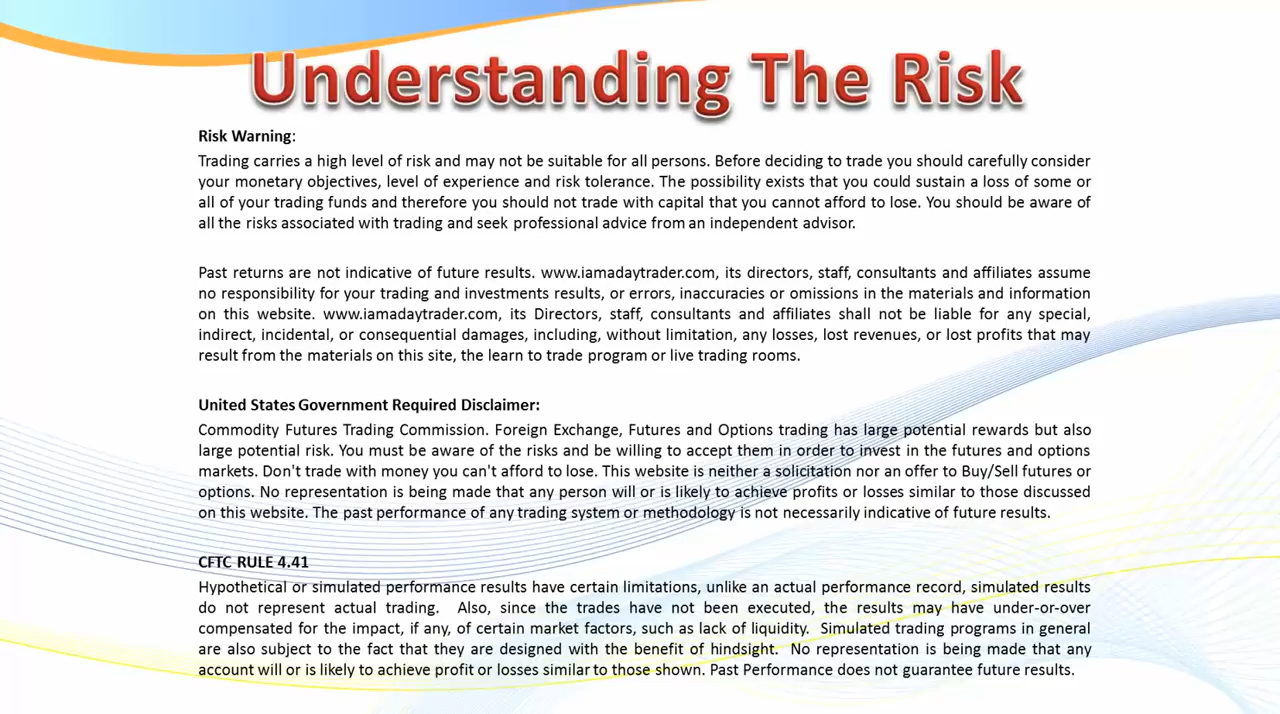 Understanding The Risk
Risk Warning:
Trading carries a high level of risk and may not be suitable for all persons. Before deciding to trade you should carefully consider
your monetary objectives, level of experience and risk tolerance. The possibility exists that you could sustain a loss of some or
all of your trading funds and therefore you should not trade with capital that you cannot afford to lose. You should be aware of
all the risks associated with trading and seek professional advice from an independent advisor.
Past returns are not indicative of future results. www.iamadaytrader.com, its directors, staff, consultants and affiliates assume
no responsibility for your trading and investments results, or errors, inaccuracies or omissions in the materials and information
on this website. www.iamadaytrader.com, its Directors, staff, consultants and affiliates shall not be liable for any special,
indirect, incidental, or consequential damages, including, without limitation, any losses, lost revenues, or lost profits that may
result from the materials on this site, the learn to trade program or live trading rooms.
United States Government Required Disclaimer:
Commodity Futures Trading Commission. Foreign Exchange, Futures and Options trading has large potential rewards but also
large potential risk. You must be aware of the risks and be willing to accept them in order to invest in the futures and options
markets. Don't trade with money you can't afford to lose. This website is neither a solicitation nor an offer to Buy/Sell futures or
options. No representation is being made that any person will or is likely to achieve profits or losses similar to those discussed
on this website. The past performance of any trading system or methodology is not necessarily indicative of future results.
CFTC RULE 4.41
Hypothetical or simulated performance results have certain limitations, unlike an actual performance record, simulated results
do not represent actual trading. Also, since the trades have not been executed, the results may have under-or-over
compensated for the impact, if any, of certain market factors, such as lack of liquidity. Simulated trading programs in general
are also subject to the fact that they are designed with the benefit of hindsight. No representation is being made that any
account will or is likely to achieve profit or losses similar to those shown. Past Performance does not guarantee future results.